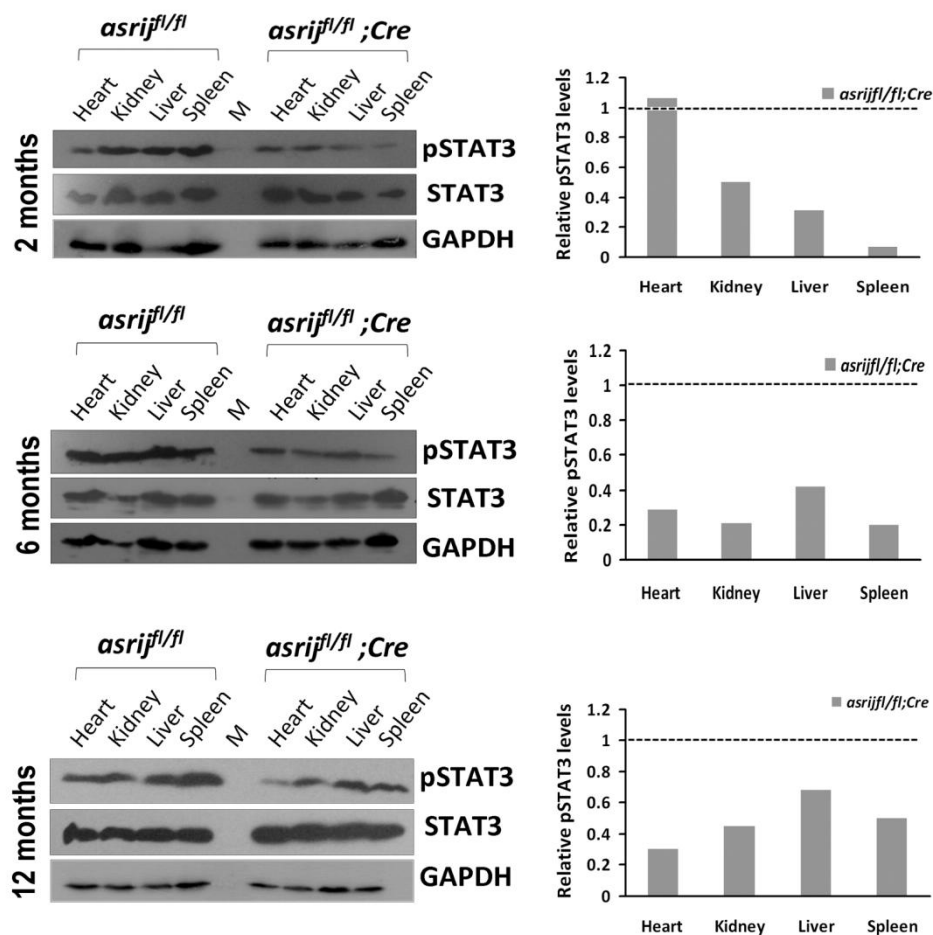 asrij^fl/fl asrij^fl/fl ;Cre
Heart Kidney Liver Spleen M Heart Kidney Liver Spleen
2 months
pSTAT3
STAT3
GAPDH
1.2
1
0.8
0.6
0.4
0.2
0
Relative pSTAT3 levels
asrijfl/fl;Cre
Heart Kidney Liver Spleen
asrij^fl/fl asrij^fl/fl ;Cre
Heart Kidney Liver Spleen M Heart Kidney Liver Spleen
6 months
pSTAT3
STAT3
GAPDH
1.2
1
0.8
0.6
0.4
0.2
0
Relative pSTAT3 levels
asrijfl/fl;Cre
Heart Kidney Liver Spleen
asrij^fl/fl asrij^fl/fl ;Cre
Heart Kidney Liver Spleen M Heart Kidney Liver Spleen
12 months
pSTAT3
STAT3
GAPDH
1.2
1
0.8
0.6
0.4
0.2
0
Relative pSTAT3 levels
asrijfl/fl;Cre
Heart Kidney Liver Spleen